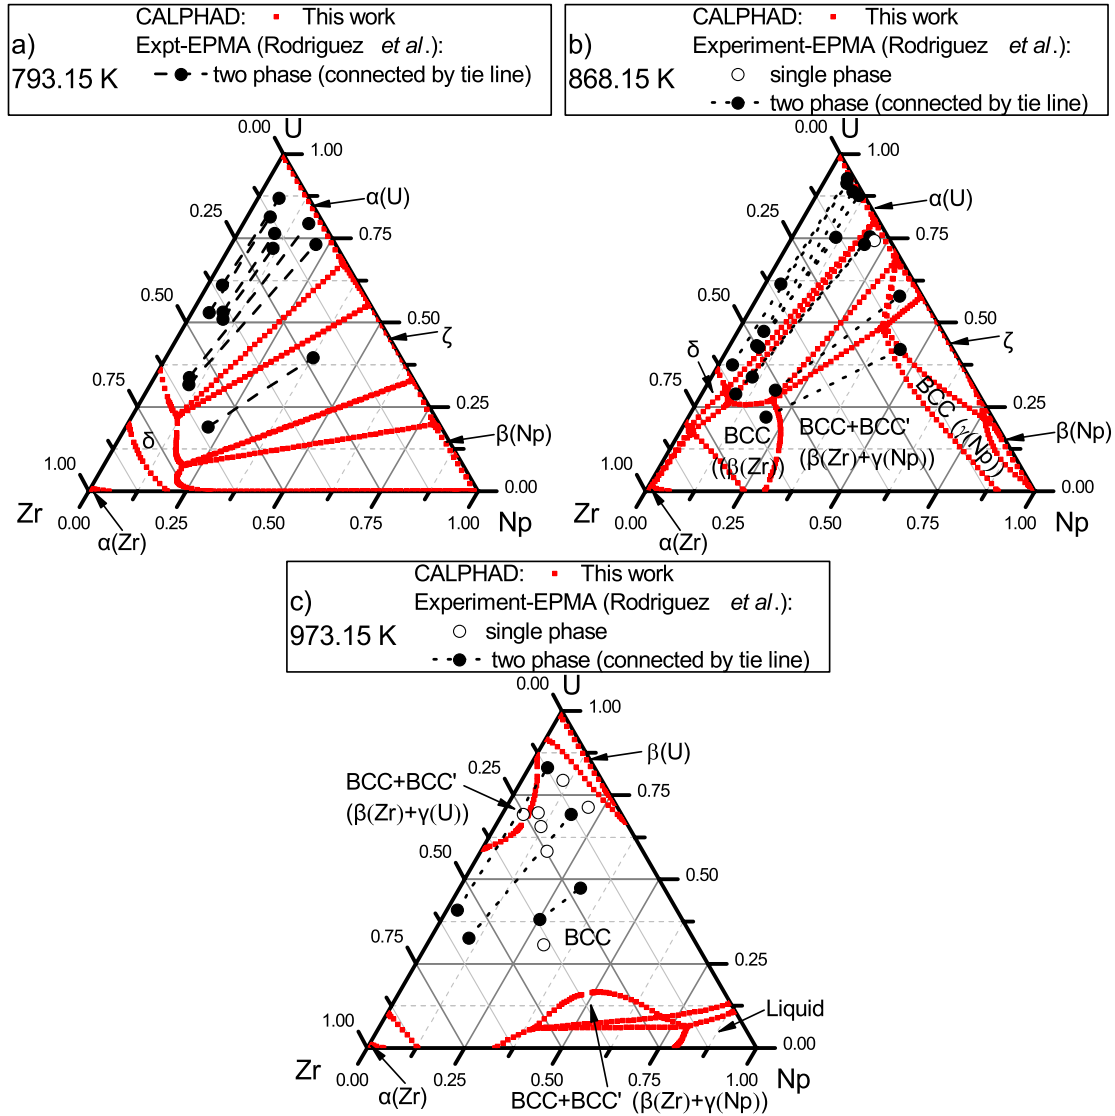 CALPHAD: This work
a) Expt-EPMA (Rodriguez et al.):
793.15 K two phase (connected by tie line)
CALPHAD: This work
b) Experiment-EPMA (Rodriguez et al.):
868.15 K single phase
two phase (connected by tie line)
0.00 U
1.00
α(U)
0.25
0.75
0.50
0.50
ζ
0.75
0.25
δ
β(Np)
1.00
0.00
Zr
0.00 0.25 0.50 0.75 1.00
Np
α(Zr)
0.00 U
1.00
α(U)
0.25
0.75
0.50
0.50
δ
ζ
0.75
BCC (γ(Np))
0.25
BCC
((β(Zr))
BCC+BCC'
(β(Zr)+γ(Np))
β(Np)
1.00
0.00
Zr
0.00 0.25 0.50 0.75 1.00
Np
α(Zr)
CALPHAD: This work
c) Experiment-EPMA (Rodriguez et al.):
973.15 K single phase
two phase (connected by tie line)
0.00 U
1.00
β(U)
BCC+BCC'
(β(Zr)+γ(U))
0.25
0.75
0.50
0.50
0.75
BCC
0.25
Liquid
1.00
0.00
Zr
0.00 0.25 0.50 0.75 1.00
Np
α(Zr)
BCC+BCC' (β(Zr)+γ(Np))